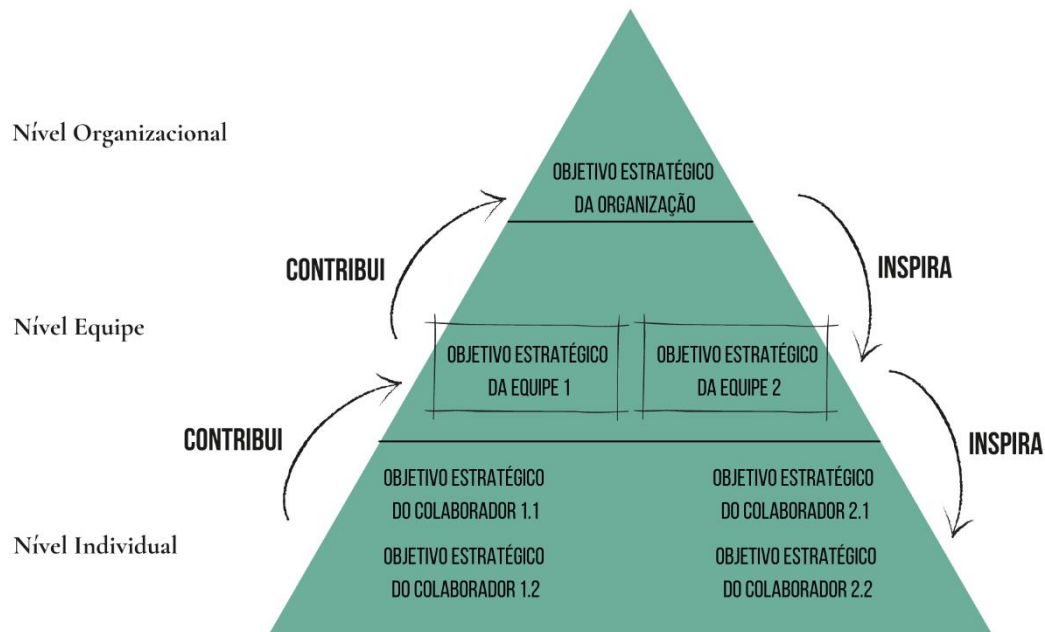 Nível Organizacional
OBJETIVO ESTRATÉGICO
DA ORGANIZAÇÃO
CONTRIBUI
INSPIRA
Nível Equipe
OBJETIVO ESTRATÉGICO
DA EQUIPE 1
OBJETIVO ESTRATÉGICO
DA EQUIPE 2
CONTRIBUI
INSPIRA
Nível Individual
OBJETIVO ESTRATÉGICO
DO COLABORADOR 1.1
OBJETIVO ESTRATÉGICO
DO COLABORADOR 2.1
OBJETIVO ESTRATÉGICO
DO COLABORADOR 1.2
OBJETIVO ESTRATÉGICO
DO COLABORADOR 2.2